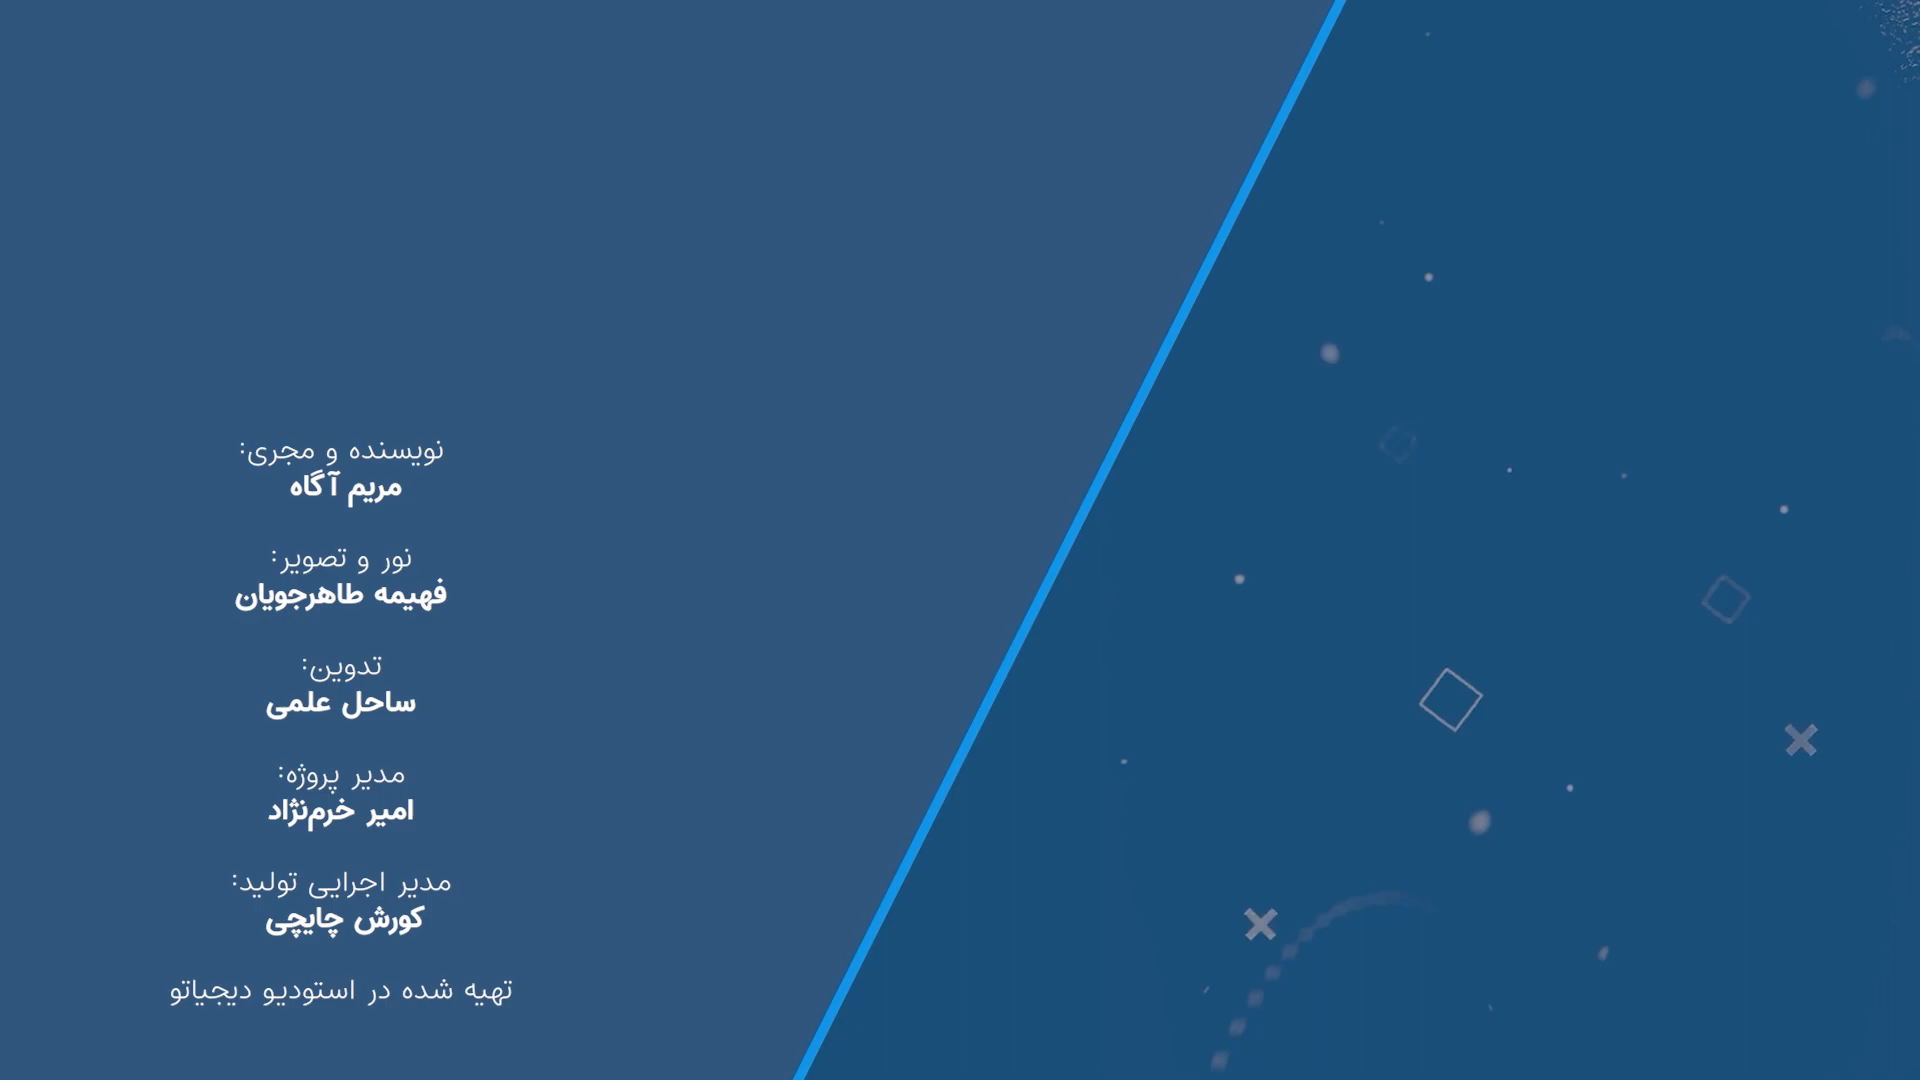 نویسنده و مجری:
مریم آگاه
نور و تصویر:
فهیمه طاهرجویان
تدوین:
ساحل علمی
مدیر پروژه:
امیر خرم‌نژاد
مدیر اجرایی تولید:
کورش چایچی
تهیه شده در استودیو دیجیاتو